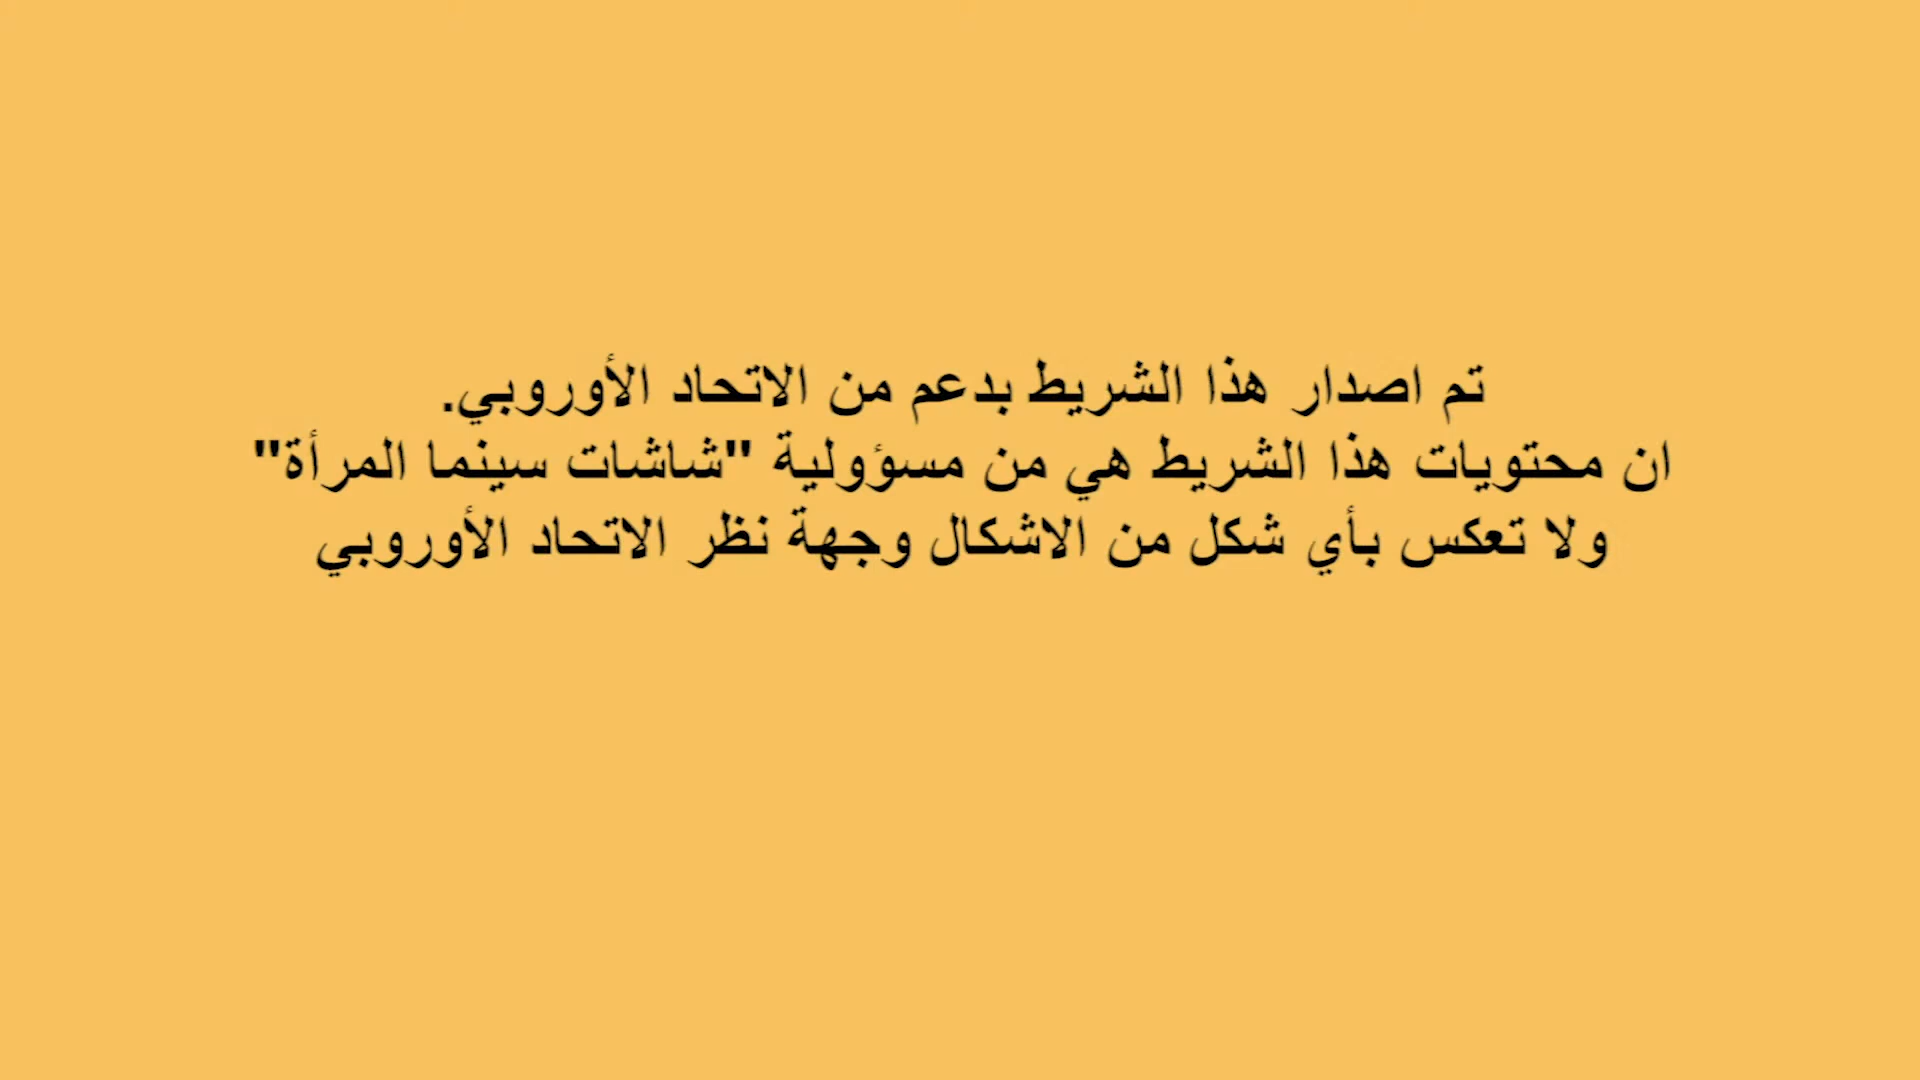 تم اصدار هذا الشريط بدعم من الاتحاد الأوروبي.
ان محتويات هذا الشريط هي من مسؤولية "شاشات سينما المرأة"
ولا تعكس بأي شكل من الاشكال وجهة نظر الاتحاد الأوروبي